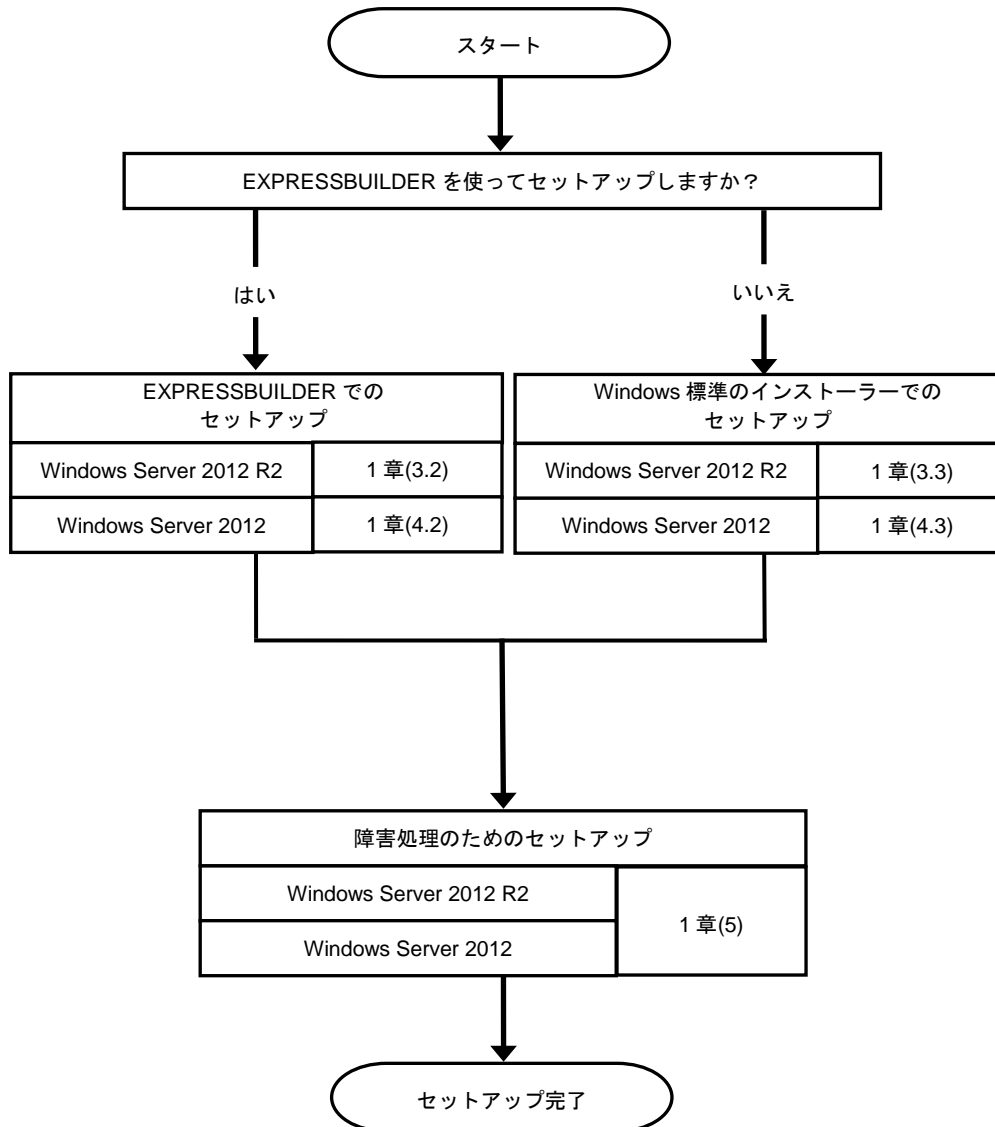 スタート
EXPRESSBUILDER を使ってセットアップしますか？
はい
いいえ
EXPRESSBUILDER での
セットアップ
Windows Server 2012 R2
1 章(3.2)
Windows Server 2012
1 章(4.2)
Windows 標準のインストーラーでの
セットアップ
Windows Server 2012 R2
1 章(3.3)
Windows Server 2012
1 章(4.3)
障害処理のためのセットアップ
Windows Server 2012 R2
Windows Server 2012
1 章(5)
セットアップ完了